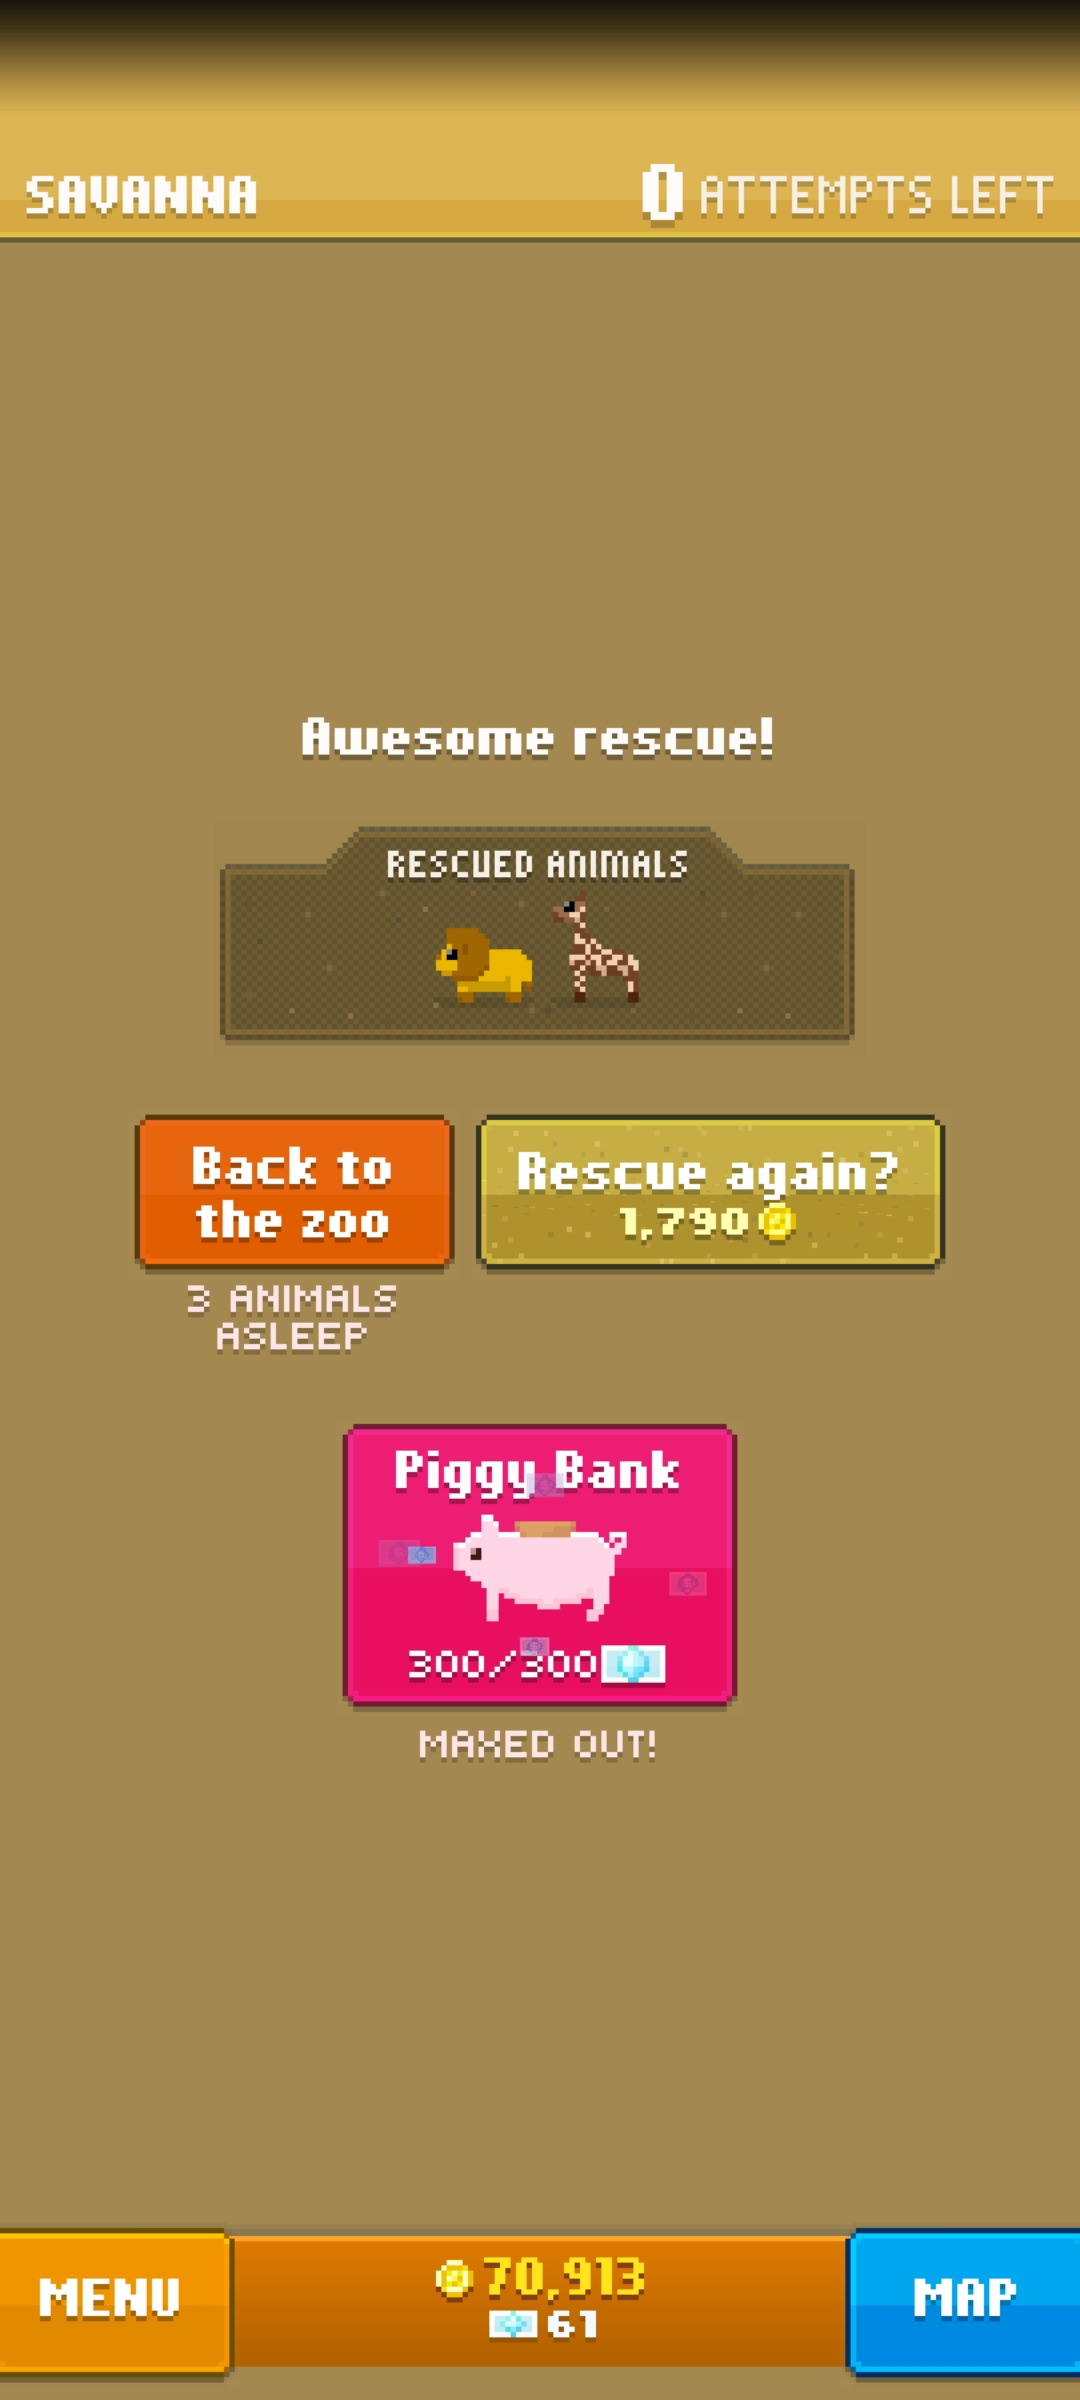 SAVANNA
0 ATTEMPTS LEFT
Awesome rescue!
RESCUED ANIMALS
Back to
the zoo
Rescue again?
1,790
3 ANIMALS
ASLEEP
Piggy Bank
300/300
MAXED OUT!
MENU
70,913
61
MAP